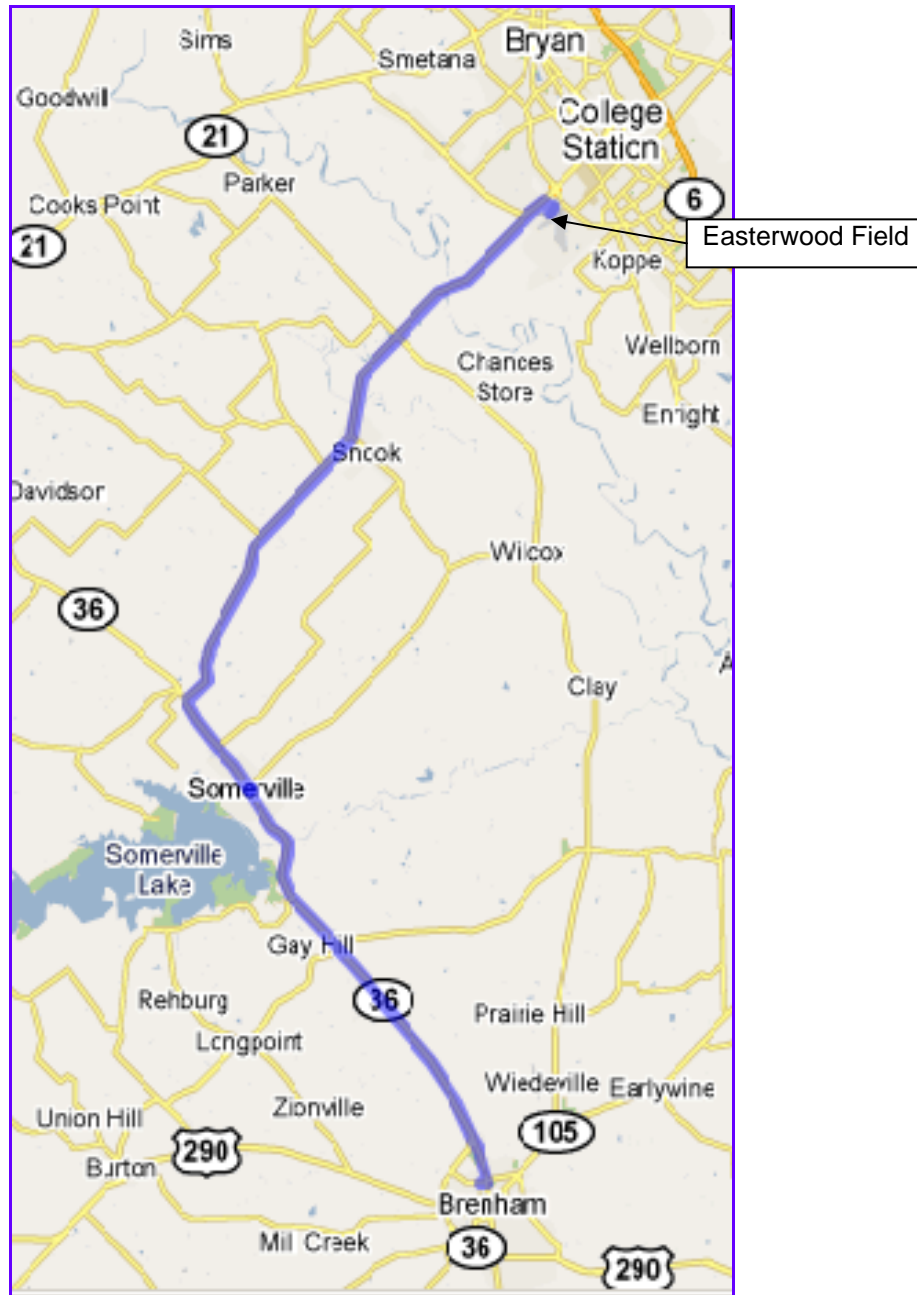 Sims
Bryan
Smetana
Goodwill
College
Station
21
Parker
6
Cooks Point
21
Easterwood Field
Koppe
Wellborn
Chances
Store
Enright
Snook
Davidson
Wilcox
36
A
Clay
Somerville
Somerville
Lake
Gay Hill
36
Rehburg
Prairie Hill
Longpoint
Wiedeville
Earlywine
Zionville
Union Hill
105
290
Burton
Brenham
Mill Creek
36
290